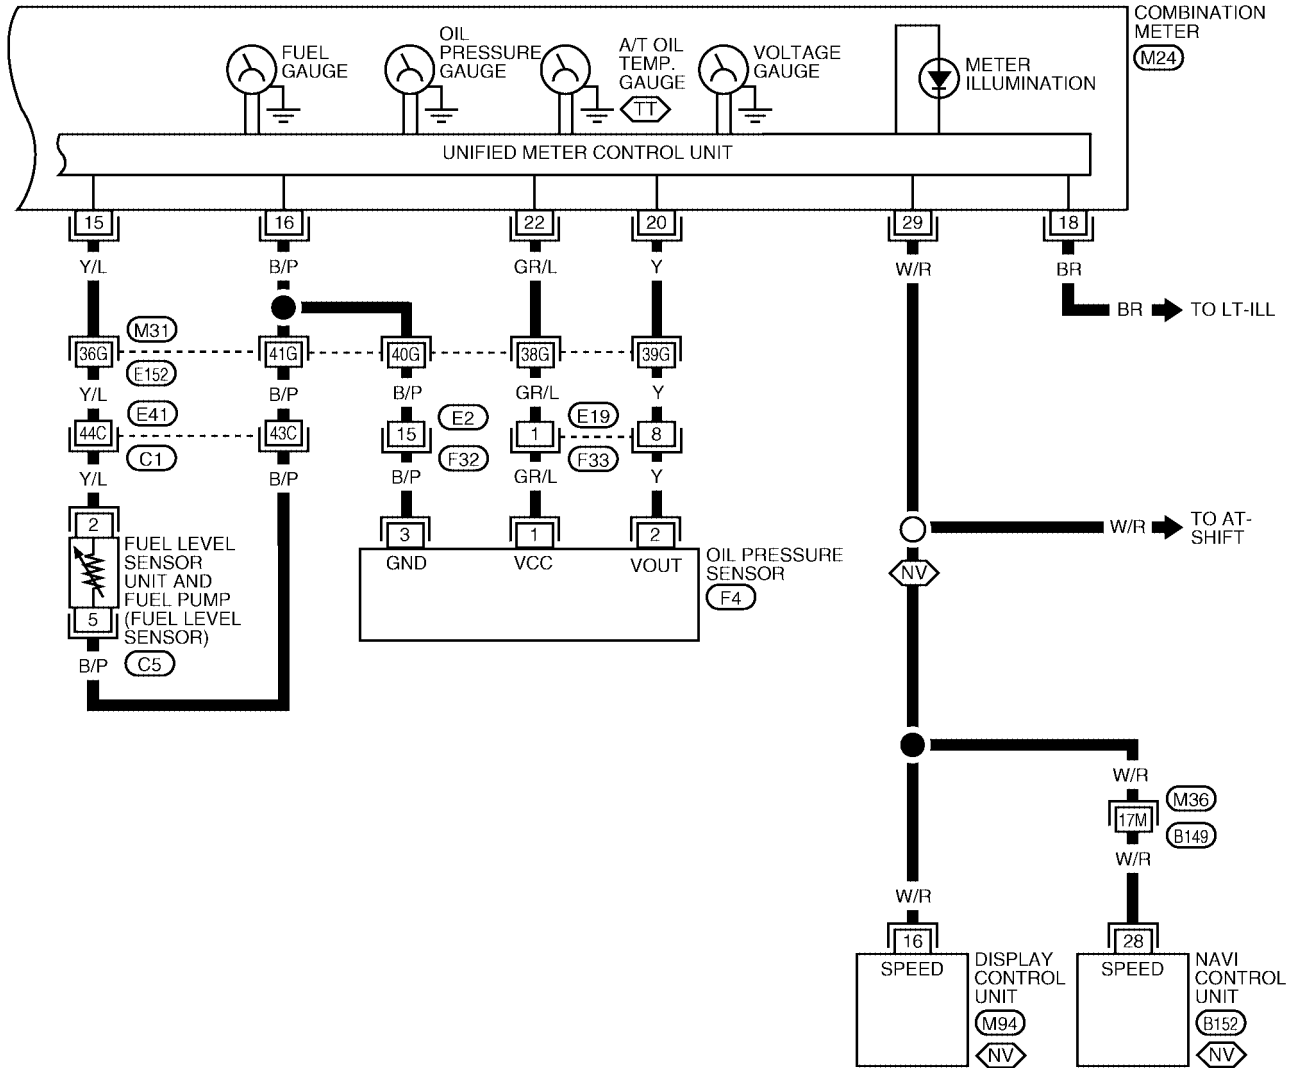 COMBINATION
METER
M24
FUEL
GAUGE
OIL
PRESSURE
GAUGE
A/T OIL
TEMP.
GAUGE
TT
VOLTAGE
GAUGE
METER
ILLUMINATION
UNIFIED METER CONTROL UNIT
15 16 22 20 29 18
Y/L B/P GR/L Y W/R BR
BR TO LT-ILL
M31
36G 41G 40G 38G 39G
E152
Y/L B/P B/P GR/L Y
E41 E2 E19
44C 43C 15 1 8
C1 F32 F33
Y/L B/P B/P GR/L Y
2 3 1 2
W/R TO AT-
SHIFT
FUEL LEVEL
SENSOR
UNIT AND
FUEL PUMP
(FUEL LEVEL
SENSOR)
5
C5
B/P
GND VCC VOUT
OIL PRESSURE
SENSOR
F4
NV
W/R
M36
17M
B149
W/R
W/R
16 28
SPEED
DISPLAY
CONTROL
UNIT
M94
NV
SPEED
NAVI
CONTROL
UNIT
B152
NV